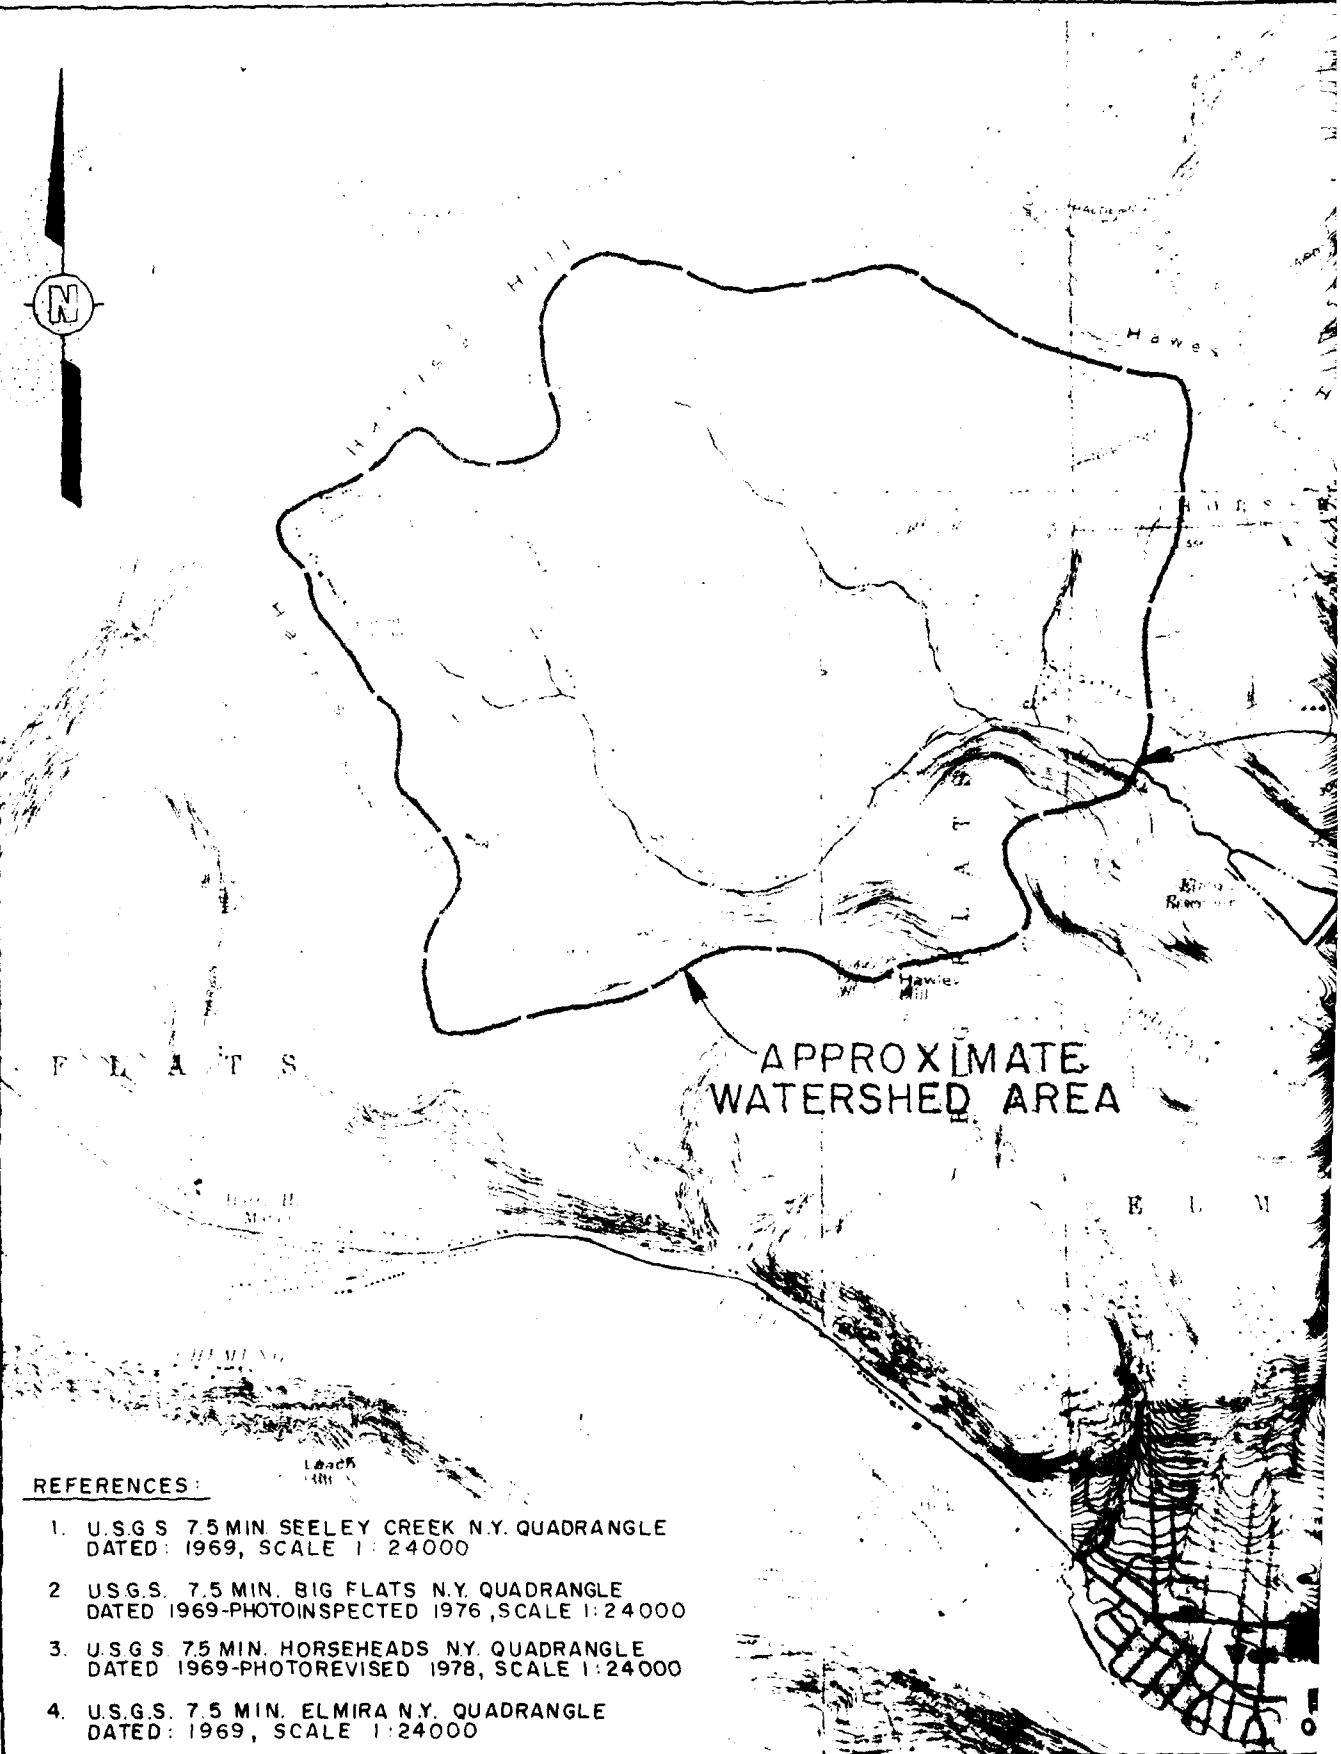 N
Harris Hill
Hawes
Hawley
Hill
APPROXIMATE
WATERSHED AREA
F L A T S
E L M
REFERENCES:
1. U.S.G.S 7.5 MIN. SEELEY CREEK N.Y. QUADRANGLE
DATED: 1969, SCALE 1:24000
2 U.S.G.S. 7.5 MIN. BIG FLATS N.Y. QUADRANGLE
DATED 1969-PHOTOINSPECTED 1976, SCALE 1:24000
3. U.S.G.S. 7.5 MIN. HORSEHEADS N.Y. QUADRANGLE
DATED 1969-PHOTOREVISED 1978, SCALE 1:24000
4. U.S.G.S. 7.5 MIN. ELMIRA N.Y. QUADRANGLE
DATED: 1969, SCALE 1:24000